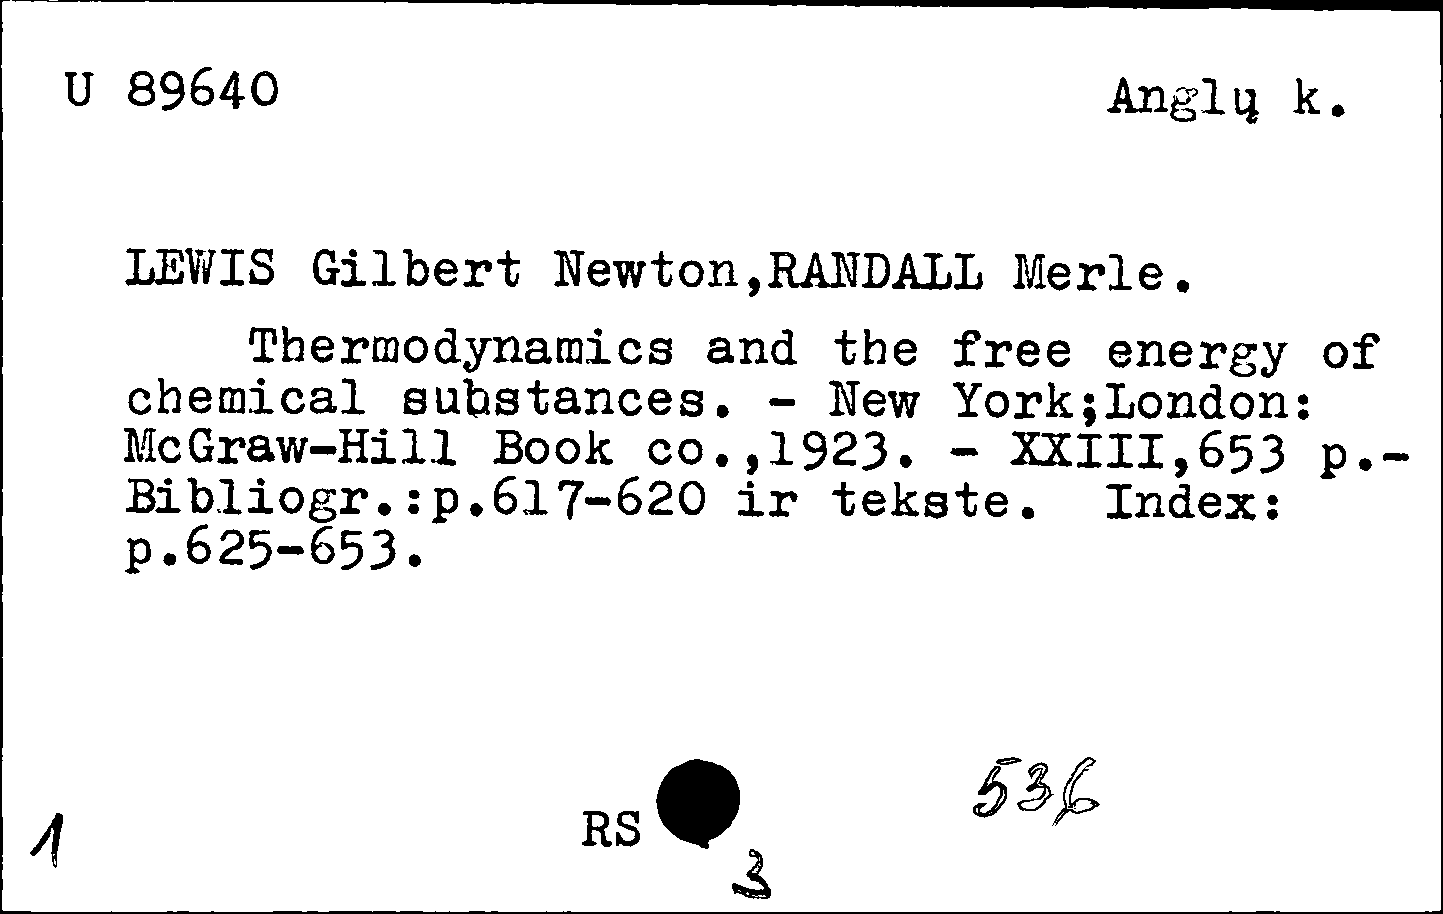 U 89640 Anglų k.
LEWIS Gilbert Newton,RANDALL Merle.
Thermodynamics and the free energy of
chemical substances. - New York;London:
McGraw-Hill Book co.,1923. - XXIII,653 p.-
Bibliogr.:p.617-620 ir tekste. Index:
p.625-653.
536
1 RS
3